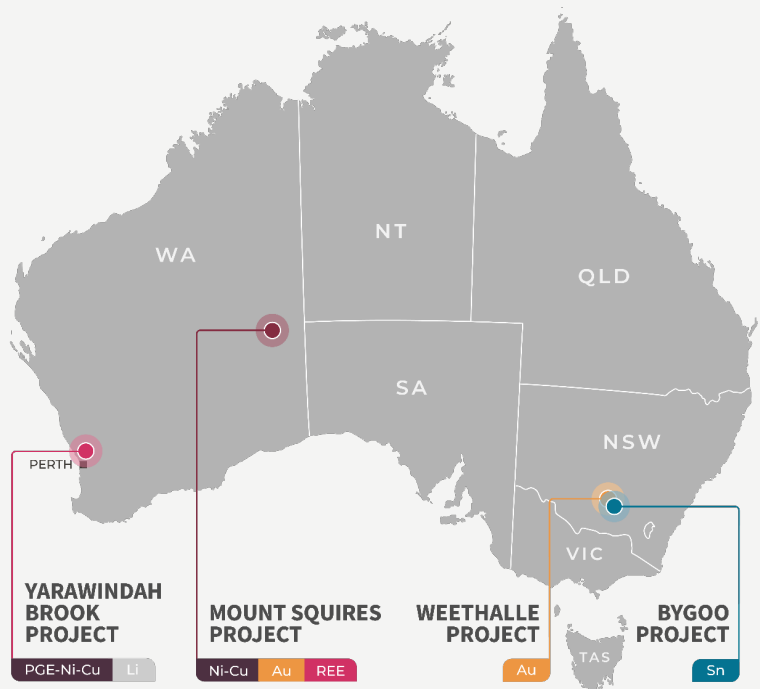 NT
WA
QLD
SA
NSW
PERTH
VIC
YARAWINDAH
BROOK
PROJECT
PGE-Ni-Cu Li
MOUNT SQUIRES
PROJECT
Ni-Cu Au REE
WEETHALLE
PROJECT
Au
BYGOO
PROJECT
Sn
TAS